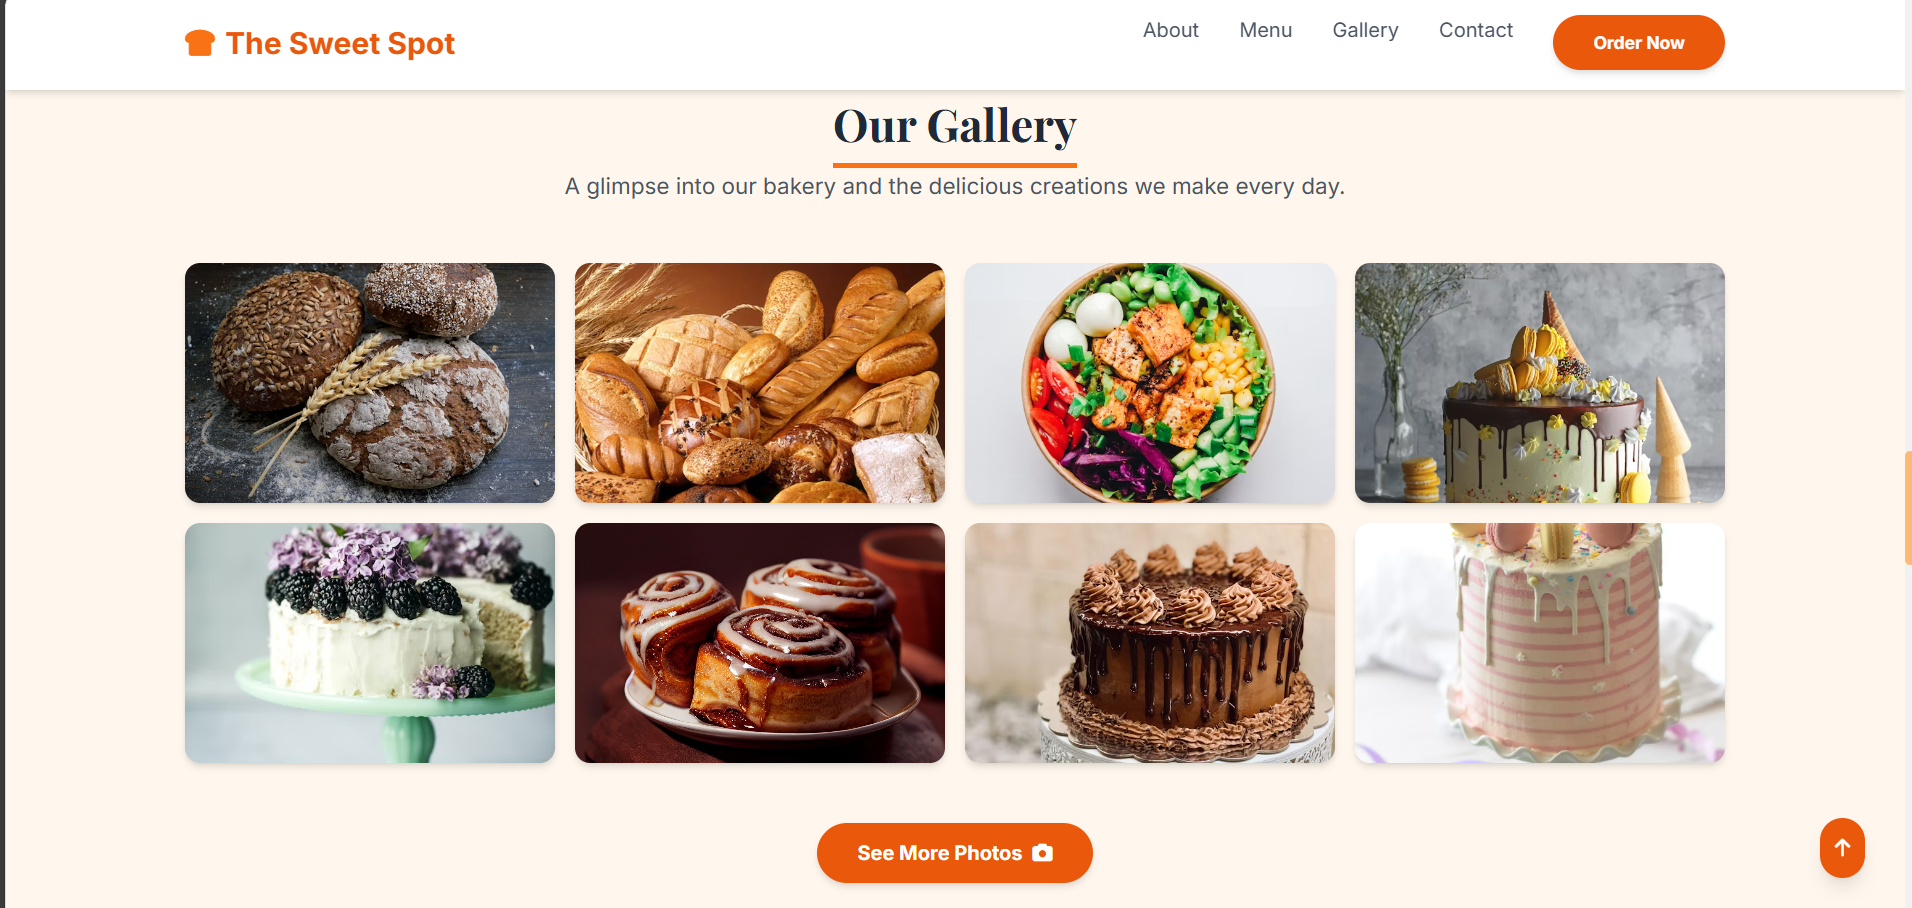 The Sweet Spot
About
Menu
Gallery
Contact
Order Now
Our Gallery
A glimpse into our bakery and the delicious creations we make every day.
See More Photos